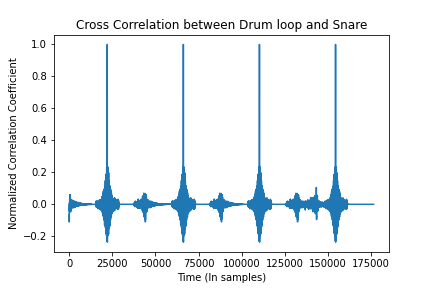 Cross Correlation between Drum loop and Snare
Normalized Correlation Coefficient
1.0
0.8
0.6
0.4
0.2
0.0
−0.2
0 25000 50000 75000 100000 125000 150000 175000
Time (In samples)